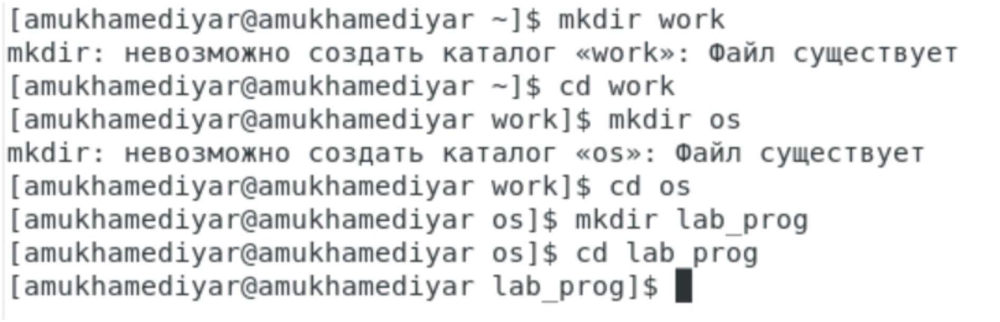 [amukhamediyar@amukhamediyar ~]$ mkdir work
mkdir: невозможно создать каталог «work»: Файл существует
[amukhamediyar@amukhamediyar ~]$ cd work
[amukhamediyar@amukhamediyar work]$ mkdir os
mkdir: невозможно создать каталог «os»: Файл существует
[amukhamediyar@amukhamediyar work]$ cd os
[amukhamediyar@amukhamediyar os]$ mkdir lab_prog
[amukhamediyar@amukhamediyar os]$ cd lab_prog
[amukhamediyar@amukhamediyar lab_prog]$